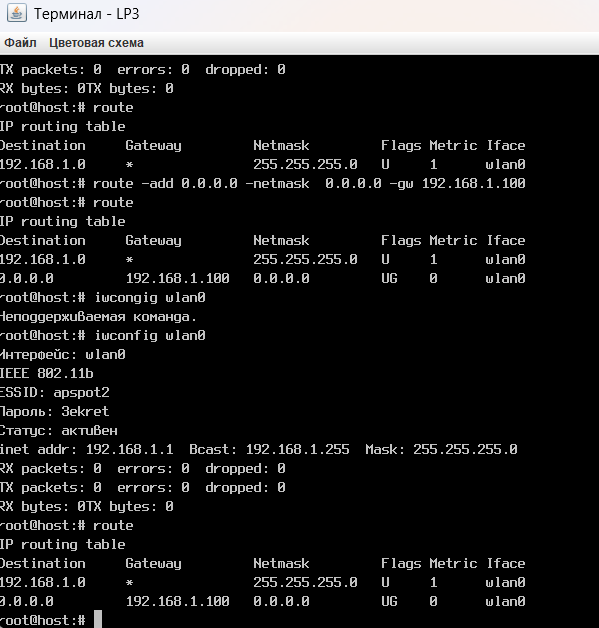 Терминал - LP3
Файл Цветовая схема
TX packets: 0 errors: 0 dropped: 0
RX bytes: 0TX bytes: 0
root@host:# route
IP routing table
Destination Gateway Netmask Flags Metric Iface
192.168.1.0 * 255.255.255.0 U 1 wlan0
root@host:# route -add 0.0.0.0 -netmask 0.0.0.0 -gw 192.168.1.100
root@host:# route
IP routing table
Destination Gateway Netmask Flags Metric Iface
192.168.1.0 * 255.255.255.0 U 1 wlan0
0.0.0.0 192.168.1.100 0.0.0.0 UG 0 wlan0
root@host:# iwcongig wlan0
Неподдерживаемая команда.
root@host:# iwconfig wlan0
Интерфейс: wlan0
IEEE 802.11b
ESSID: apspot2
Пароль: 3ekret
Статус: активен
inet addr: 192.168.1.1 Bcast: 192.168.1.255 Mask: 255.255.255.0
RX packets: 0 errors: 0 dropped: 0
TX packets: 0 errors: 0 dropped: 0
RX bytes: 0TX bytes: 0
root@host:# route
IP routing table
Destination Gateway Netmask Flags Metric Iface
192.168.1.0 * 255.255.255.0 U 1 wlan0
0.0.0.0 192.168.1.100 0.0.0.0 UG 0 wlan0
root@host:#